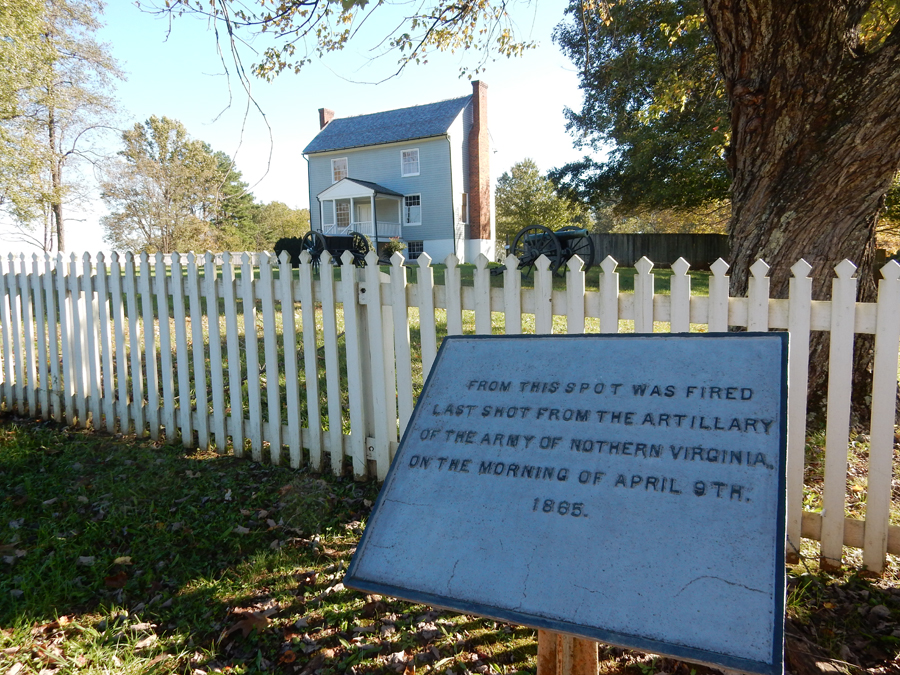 FROM THIS SPOT WAS FIRED
LAST SHOT FROM THE ARTILLARY
OF THE ARMY OF NOTHERN VIRGINIA,
ON THE MORNING OF APRIL 9TH.
1865.